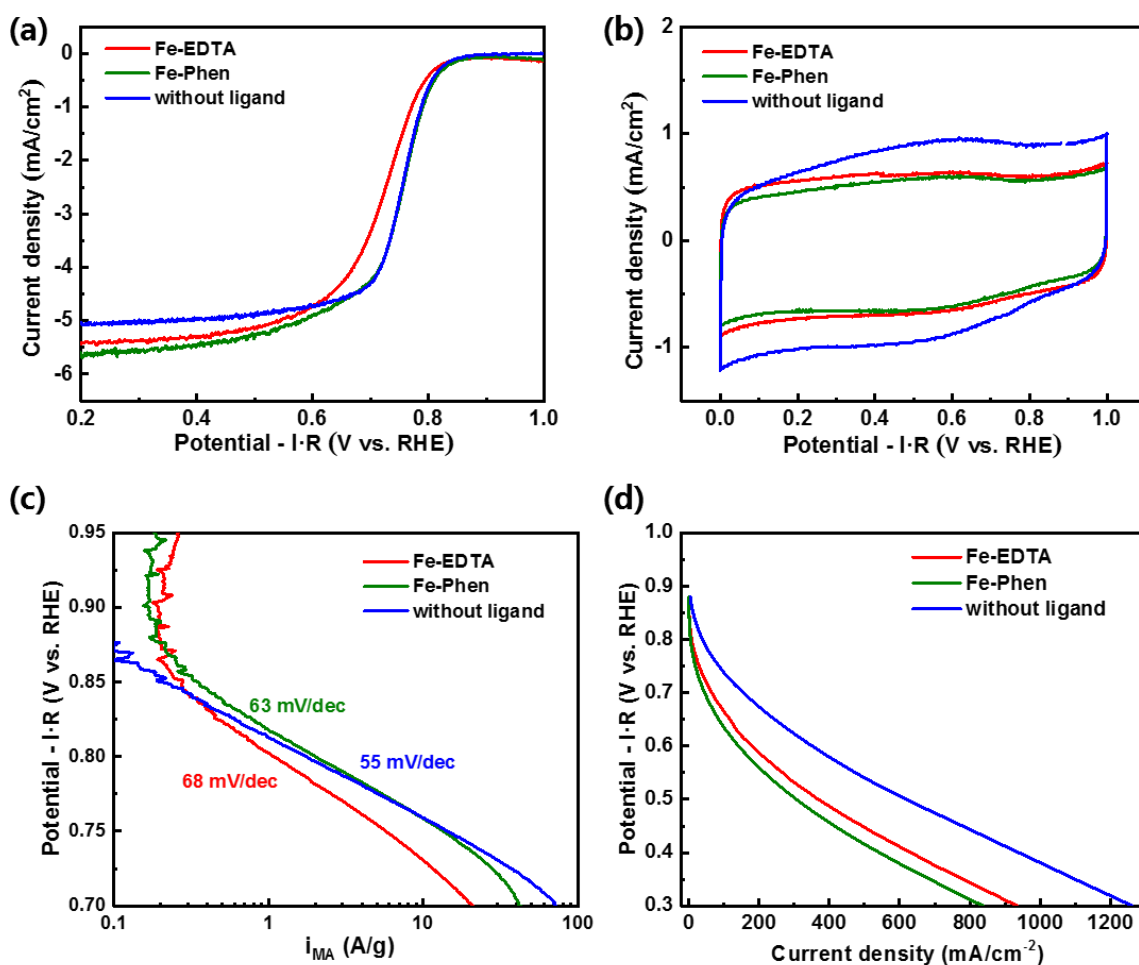 (a)
Fe-EDTA
Fe-Phen
without ligand
Current density (mA/cm²)
0
-1
-2
-3
-4
-5
-6
0.2
0.4
0.6
0.8
1.0
Potential - I·R (V vs. RHE)
(b)
Fe-EDTA
Fe-Phen
without ligand
Current density (mA/cm²)
2
1
0
-1
0.0
0.2
0.4
0.6
0.8
1.0
Potential - I·R (V vs. RHE)
(c)
Fe-EDTA
Fe-Phen
without ligand
63 mV/dec
55 mV/dec
68 mV/dec
Potential - I·R (V vs. RHE)
0.95
0.90
0.85
0.80
0.75
0.70
0.1
1
10
100
iMA (A/g)
(d)
Fe-EDTA
Fe-Phen
without ligand
Potential - I·R (V vs. RHE)
1.0
0.9
0.8
0.7
0.6
0.5
0.4
0.3
0
200
400
600
800
1000
1200
Current density (mA/cm⁻²)